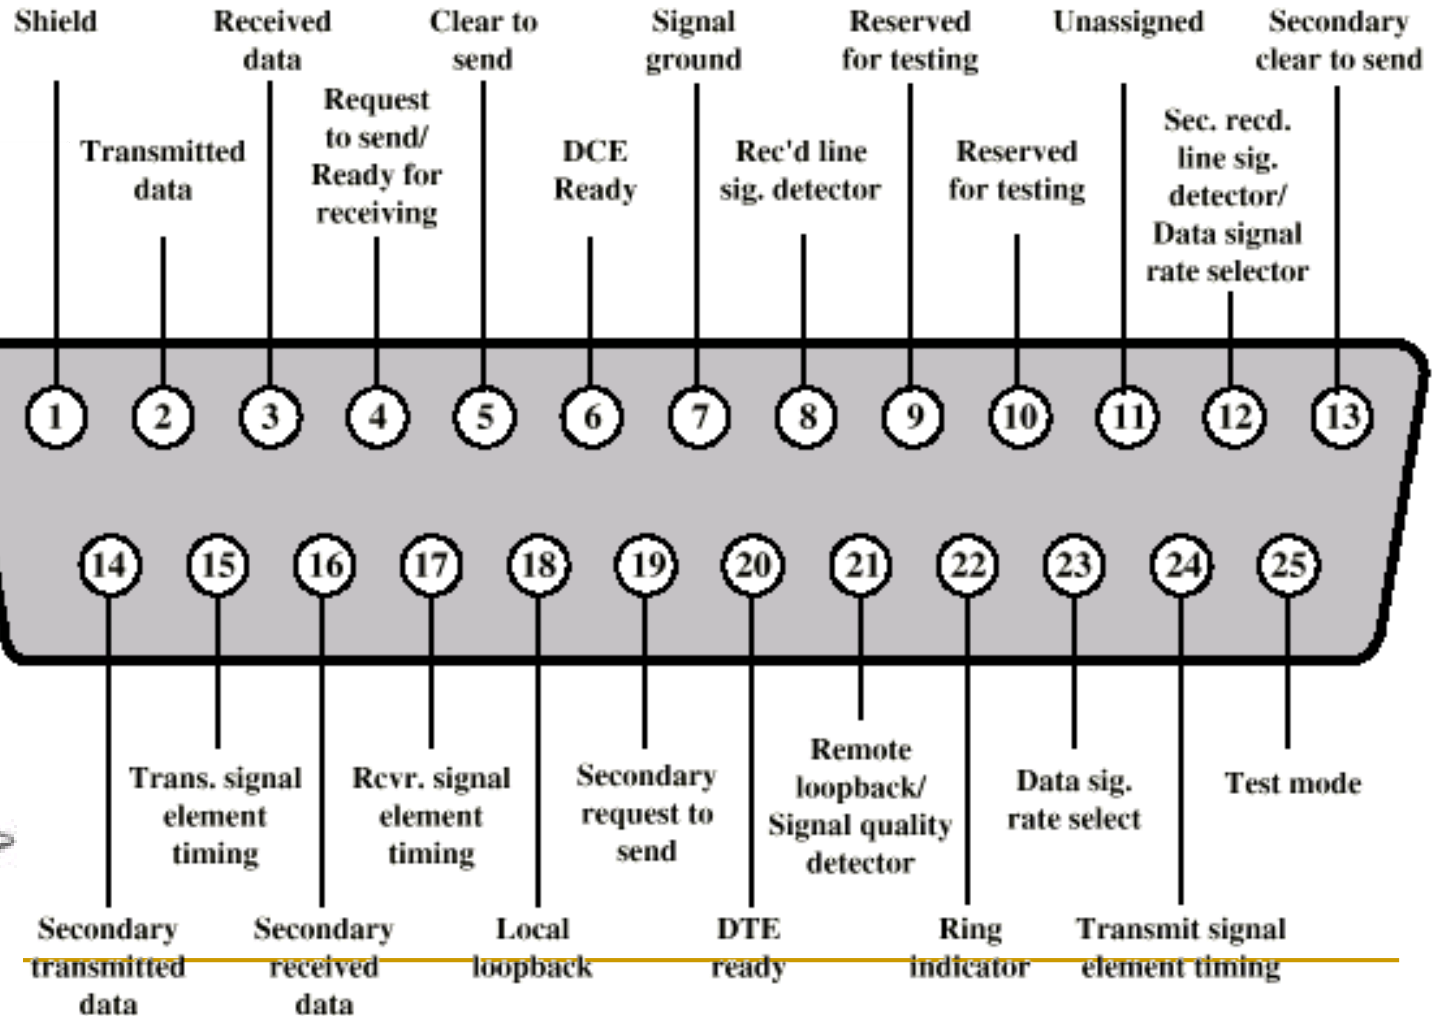 Shield
Received
data
Clear to
send
Signal
ground
Reserved
for testing
Unassigned
Secondary
clear to send
Transmitted
data
Request
to send/
Ready for
receiving
DCE
Ready
Rec'd line
sig. detector
Reserved
for testing
Sec. recd.
line sig.
detector/
Data signal
rate selector
1 2 3 4 5 6 7 8 9 10 11 12 13
14 15 16 17 18 19 20 21 22 23 24 25
Trans. signal
element
timing
Rcvr. signal
element
timing
Secondary
request to
send
Remote
loopback/
Signal quality
detector
Data sig.
rate select
Test mode
Secondary
transmitted
data
Secondary
received
data
Local
loopback
DTE
ready
Ring
indicator
Transmit signal
element timing